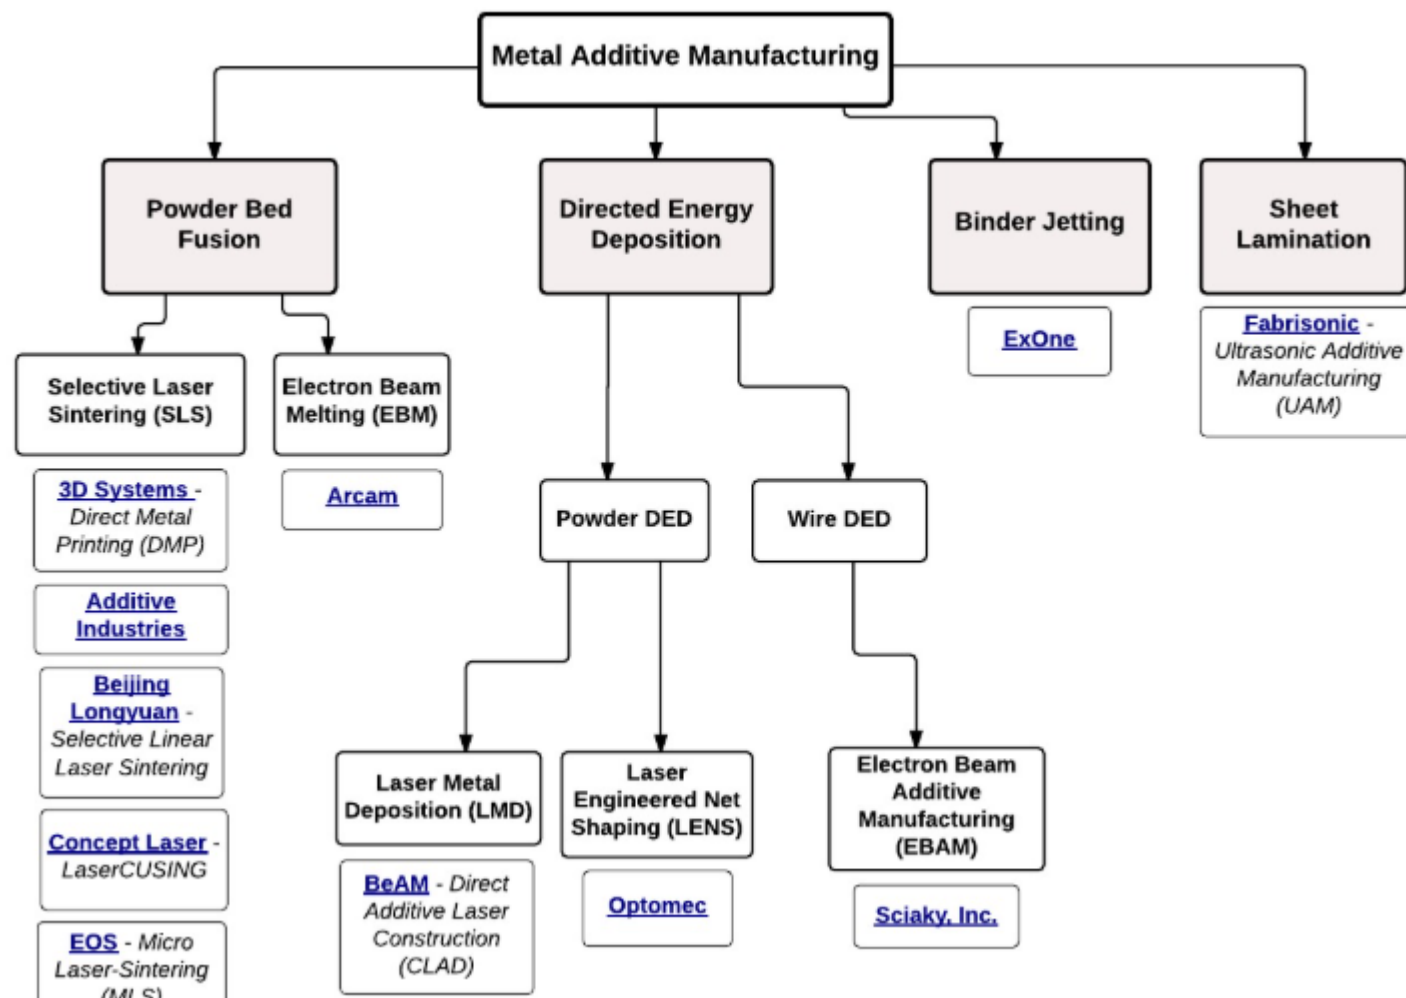 Metal Additive Manufacturing
Powder Bed
Fusion
Directed Energy
Deposition
Binder Jetting
Sheet
Lamination
ExOne
Fabrisonic -
Ultrasonic Additive
Manufacturing
(UAM)
Selective Laser
Sintering (SLS)
Electron Beam
Melting (EBM)
3D Systems -
Direct Metal
Printing (DMP)
Arcam
Powder DED
Wire DED
Additive
Industries
Beijing
Longyuan -
Selective Linear
Laser Sintering
Laser Metal
Deposition (LMD)
Laser
Engineered Net
Shaping (LENS)
Electron Beam
Additive
Manufacturing
(EBAM)
Concept Laser -
LaserCUSING
BeAM - Direct
Additive Laser
Construction
(CLAD)
Optomec
Sciaky, Inc.
EOS - Micro
Laser-Sintering
(MLS)